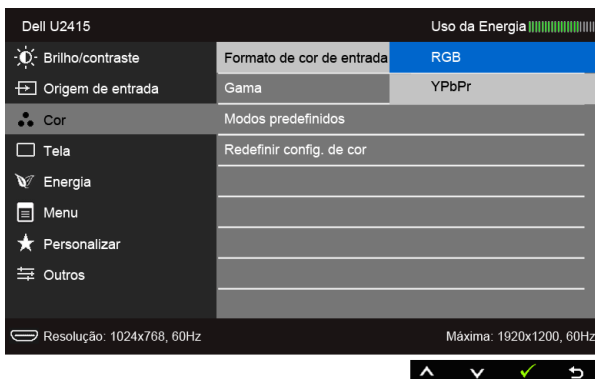 Dell U2415 Uso da Energia
Brilho/contraste Formato de cor de entrada RGB
Origem de entrada Gama YPbPr
Cor Modos predefinidos
Tela Redefinir config. de cor
Energia
Menu
Personalizar
Outros
Resolução: 1024x768, 60Hz Máxima: 1920x1200, 60Hz